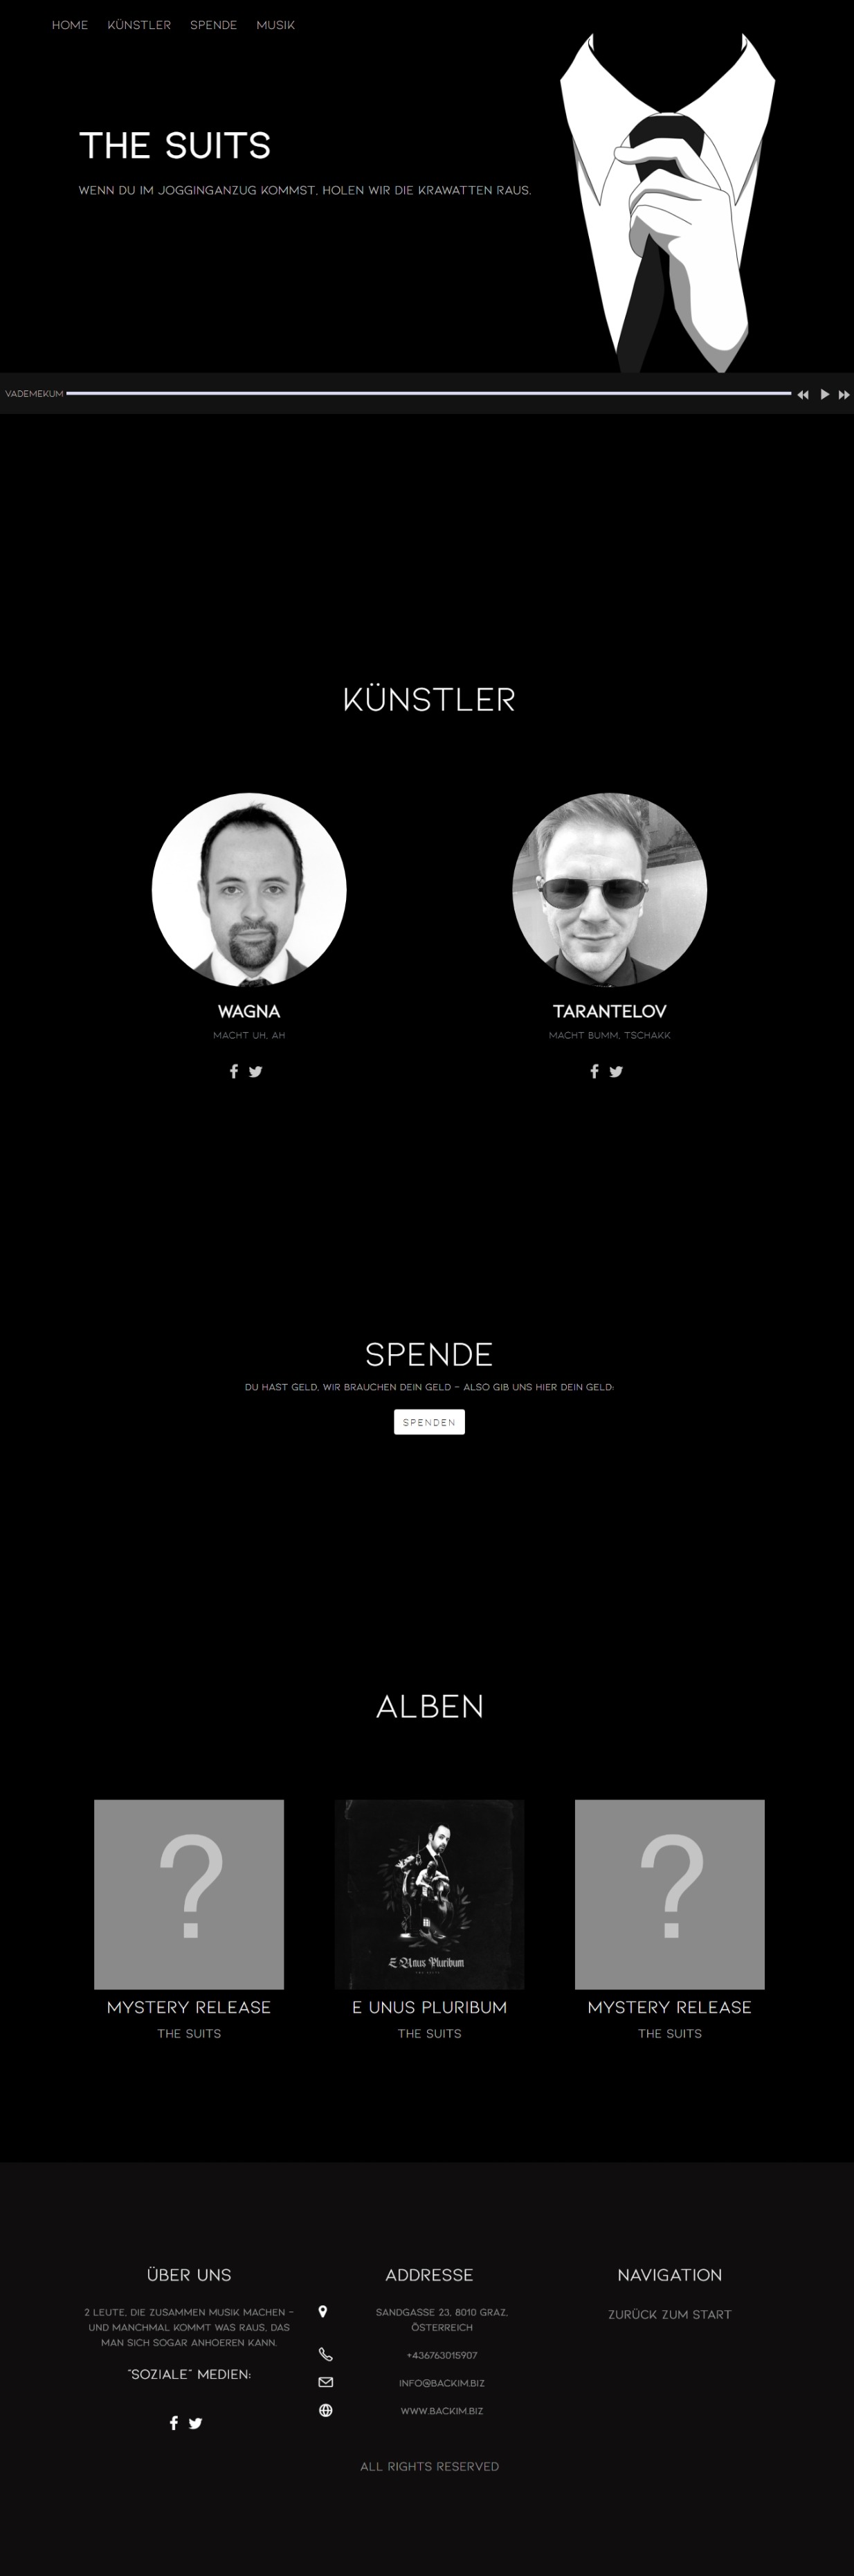 HOME KÜNSTLER SPENDE MUSIK
THE SUITS
WENN DU IM JOGGINGANZUG KOMMST, HOLEN WIR DIE KRAWATTEN RAUS.
VADEMEKUM
KÜNSTLER
WAGNA
MACHT UH, AH
TARANTELOV
MACHT BUMM, TSCHAKK
SPENDE
DU HAST GELD, WIR BRAUCHEN DEIN GELD - ALSO GIB UNS HIER DEIN GELD:
SPENDEN
ALBEN
?
MYSTERY RELEASE
THE SUITS
E Unus Pluribum
THE SUITS
E UNUS PLURIBUM
THE SUITS
?
MYSTERY RELEASE
THE SUITS
ÜBER UNS
2 LEUTE, DIE ZUSAMMEN MUSIK MACHEN -
UND MANCHMAL KOMMT WAS RAUS, DAS
MAN SICH SOGAR ANHOEREN KANN.
"SOZIALE" MEDIEN:
ADDRESSE
SANDGASSE 23, 8010 GRAZ,
ÖSTERREICH
+436763015907
INFO@BACKIM.BIZ
WWW.BACKIM.BIZ
NAVIGATION
ZURÜCK ZUM START
ALL RIGHTS RESERVED